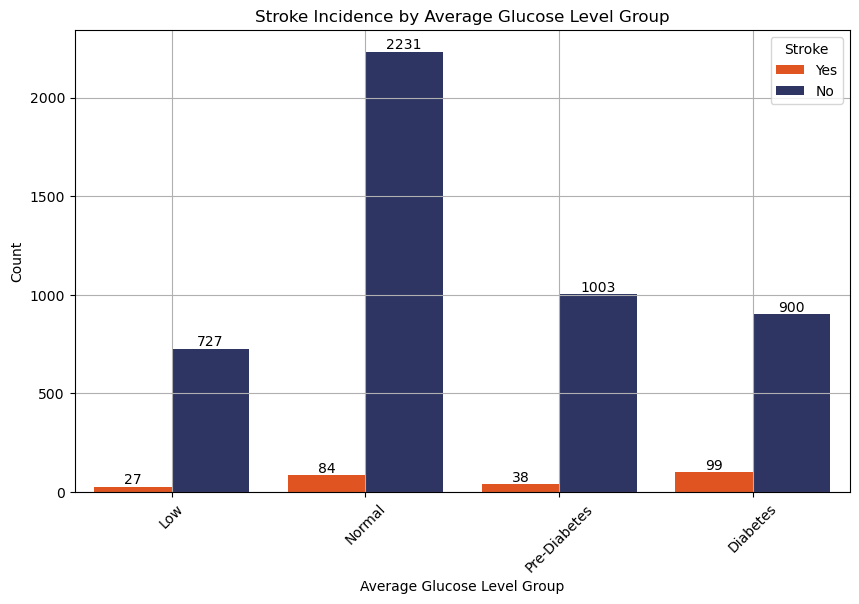 Stroke Incidence by Average Glucose Level Group
Stroke
Yes
No
Count
2000
1500
1000
500
0
27
727
84
2231
38
1003
99
900
Low
Normal
Pre-Diabetes
Diabetes
Average Glucose Level Group